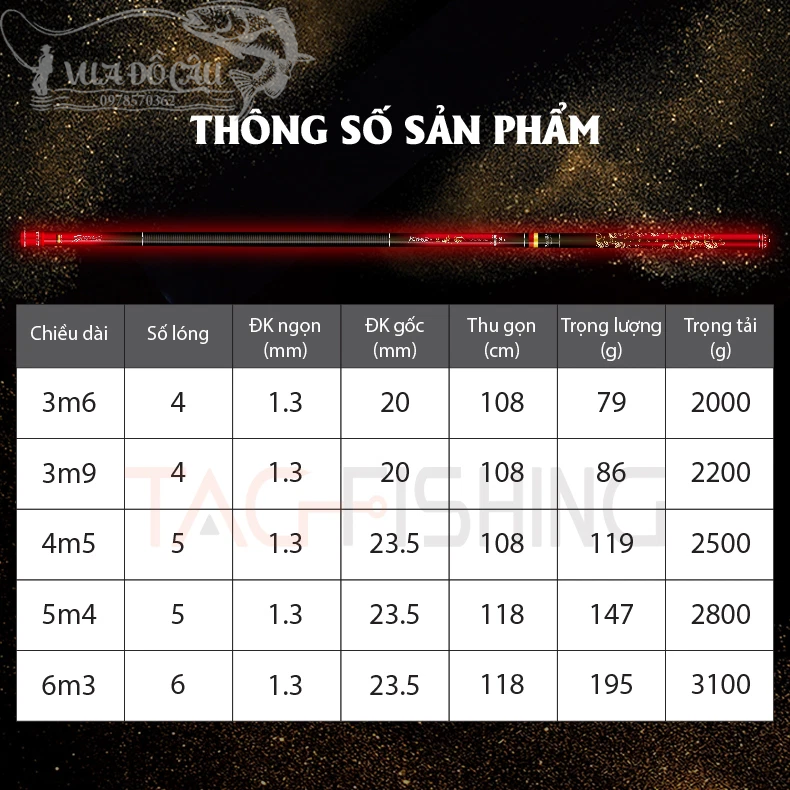 VUA ĐỒ CÂU
0978570362
THÔNG SỐ SẢN PHẨM
Chiều dài Số lóng ĐK ngọn (mm) ĐK gốc (mm) Thu gọn (cm) Trọng lượng (g) Trọng tải (g)
3m6 4 1.3 20 108 79 2000
3m9 4 1.3 20 108 86 2200
TAG FISHING
4m5 5 1.3 23.5 108 119 2500
5m4 5 1.3 23.5 118 147 2800
6m3 6 1.3 23.5 118 195 3100